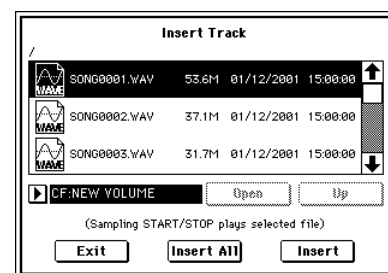 Insert Track
/
WAVE SONG0001.WAV 53.6M 01/12/2001 15:00:00
WAVE SONG0002.WAV 37.1M 01/12/2001 15:00:00
WAVE SONG0003.WAV 31.7M 01/12/2001 15:00:00
CF:NEW VOLUME Open Up
(Sampling START/STOP plays selected file)
Exit Insert All Insert